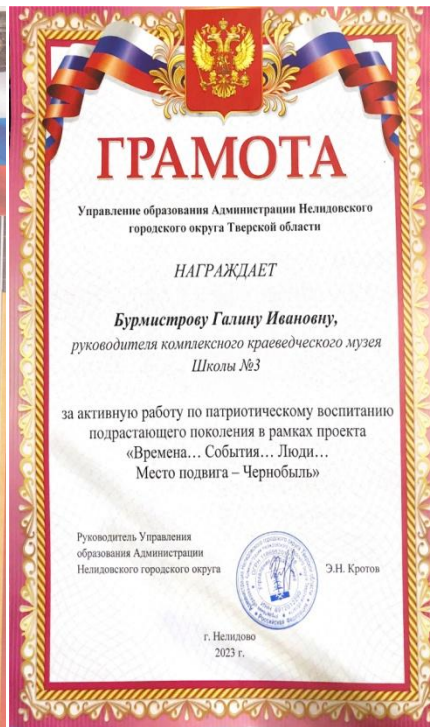 ГРАМОТА
Управление образования Администрации Нелидовского
городского округа Тверской области
НАГРАЖДАЕТ
Бурмистрову Галину Ивановну,
руководителя комплексного краеведческого музея
Школы №3
за активную работу по патриотическому воспитанию
подрастающего поколения в рамках проекта
«Времена... События... Люди...
Место подвига – Чернобыль»
Руководитель Управления
образования Администрации
Нелидовского городского округа
Э.Н. Кротов
г. Нелидово
2023 г.